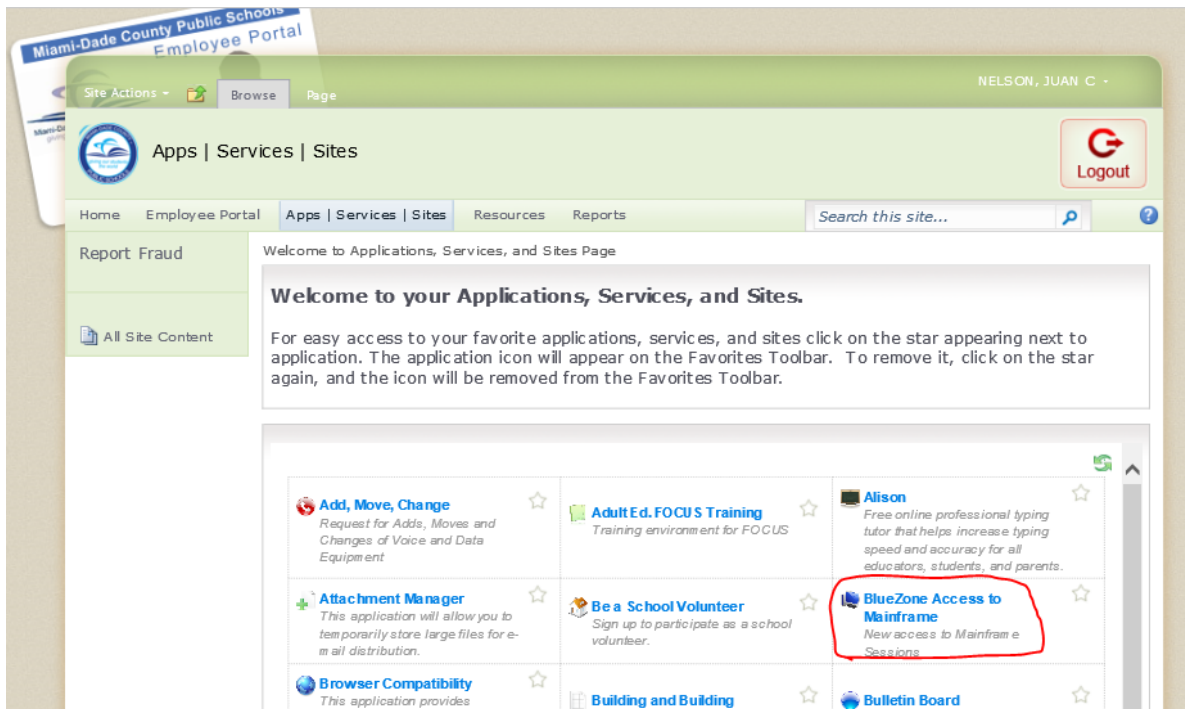 Miami-Dade County Public Schools
Employee Portal
NELSON, JUAN C
Site Actions
Browse
Page
Apps | Services | Sites
Logout
Home Employee Portal Apps | Services | Sites Resources Reports Search this site...
Report Fraud
All Site Content
Welcome to Applications, Services, and Sites Page
Welcome to your Applications, Services, and Sites.
For easy access to your favorite applications, services, and sites click on the star appearing next to
application. The application icon will appear on the Favorites Toolbar. To remove it, click on the star
again, and the icon will be removed from the Favorites Toolbar.
Add, Move, Change
Request for Adds, Moves and
Changes of Voice and Data
Equipment
Adult Ed. FOCUS Training
Training environment for FOCUS
Alison
Free online professional typing
tutor that helps increase typing
speed and accuracy for all
educators, students, and parents.
Attachment Manager
This application will allow you to
temporarily store large files for e-
mail distribution.
Be a School Volunteer
Sign up to participate as a school
volunteer.
BlueZone Access to
Mainframe
New access to Mainframe
Sessions
Browser Compatibility
This application provides
Building and Building
Bulletin Board